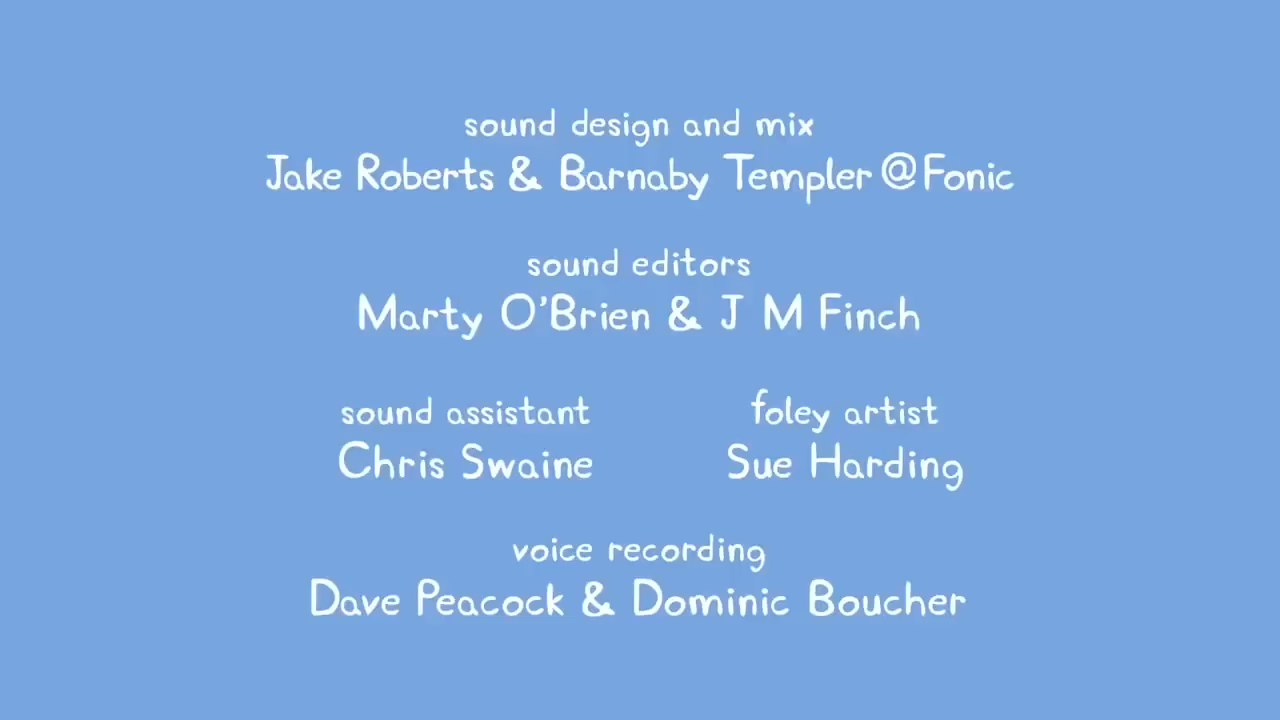 sound design and mix
Jake Roberts & Barnaby Templer @ Fonic
sound editors
Marty O'Brien & J M Finch
sound assistant
Chris Swaine
foley artist
Sue Harding
voice recording
Dave Peacock & Dominic Boucher